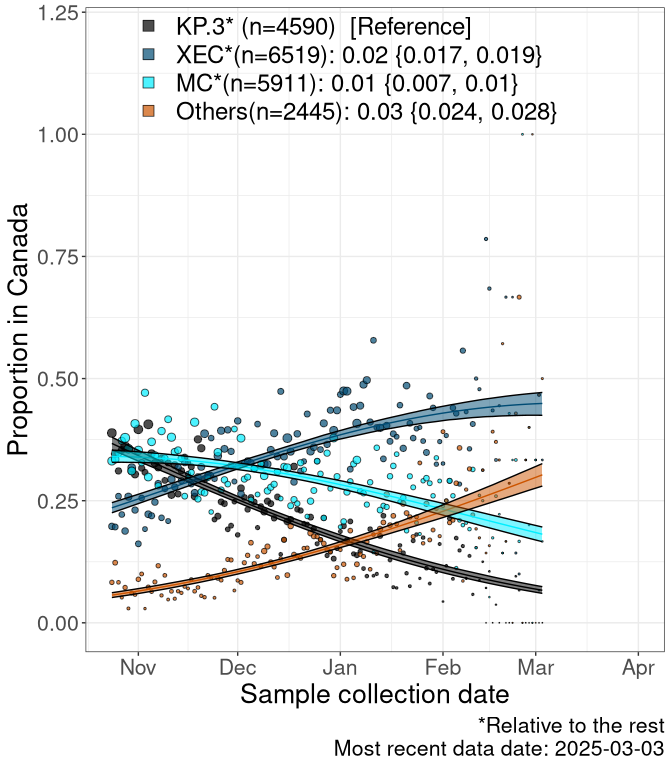 KP.3* (n=4590)  [Reference]
XEC*(n=6519): 0.02 {0.017, 0.019}
MC*(n=5911): 0.01 {0.007, 0.01}
Others(n=2445): 0.03 {0.024, 0.028}
Proportion in Canada
1.25
1.00
0.75
0.50
0.25
0.00
Nov Dec Jan Feb Mar Apr
Sample collection date
*Relative to the rest
Most recent data date: 2025-03-03